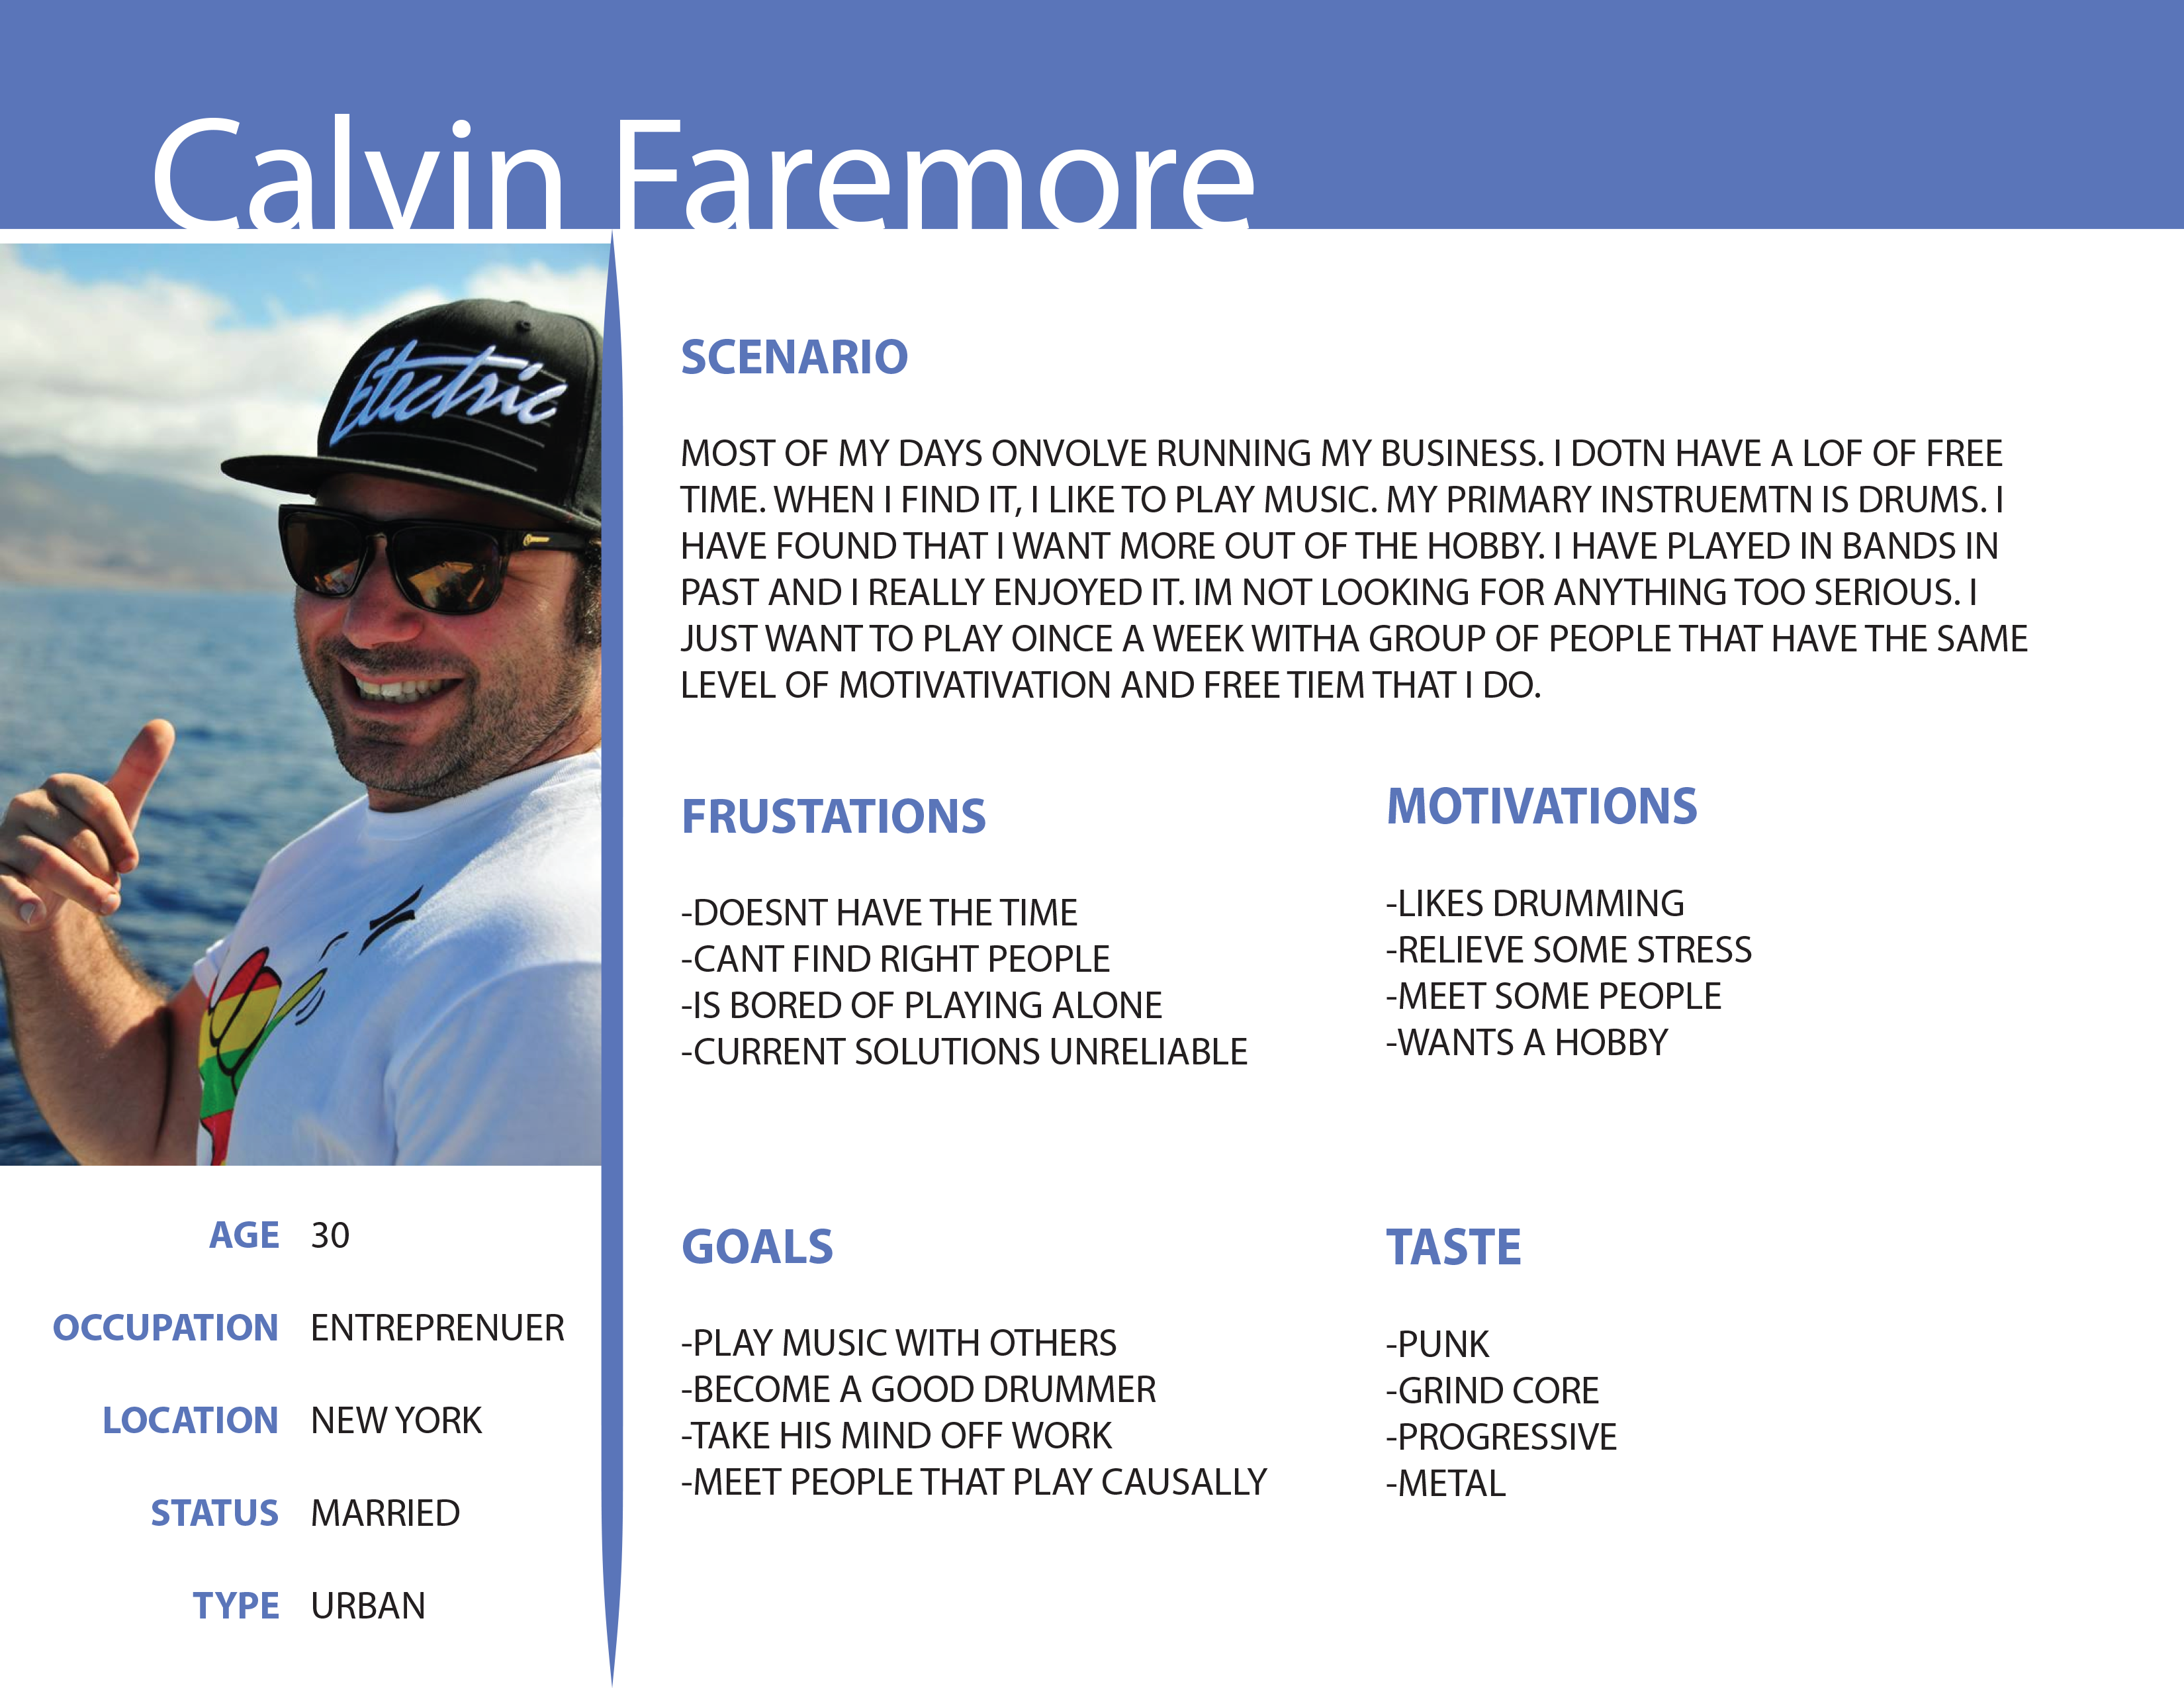 Calvin Faremore
Electric
SCENARIO
MOST OF MY DAYS ONVOLVE RUNNING MY BUSINESS. I DOTN HAVE A LOF OF FREE
TIME. WHEN I FIND IT, I LIKE TO PLAY MUSIC. MY PRIMARY INSTRUEMTN IS DRUMS. I
HAVE FOUND THAT I WANT MORE OUT OF THE HOBBY. I HAVE PLAYED IN BANDS IN
PAST AND I REALLY ENJOYED IT. IM NOT LOOKING FOR ANYTHING TOO SERIOUS. I
JUST WANT TO PLAY OINCE A WEEK WITHA GROUP OF PEOPLE THAT HAVE THE SAME
LEVEL OF MOTIVATIVATION AND FREE TIEM THAT I DO.
FRUSTATIONS
-DOESNT HAVE THE TIME
-CANT FIND RIGHT PEOPLE
-IS BORED OF PLAYING ALONE
-CURRENT SOLUTIONS UNRELIABLE
MOTIVATIONS
-LIKES DRUMMING
-RELIEVE SOME STRESS
-MEET SOME PEOPLE
-WANTS A HOBBY
AGE 30
OCCUPATION ENTREPRENUER
LOCATION NEW YORK
STATUS MARRIED
TYPE URBAN
GOALS
-PLAY MUSIC WITH OTHERS
-BECOME A GOOD DRUMMER
-TAKE HIS MIND OFF WORK
-MEET PEOPLE THAT PLAY CAUSALLY
TASTE
-PUNK
-GRIND CORE
-PROGRESSIVE
-METAL